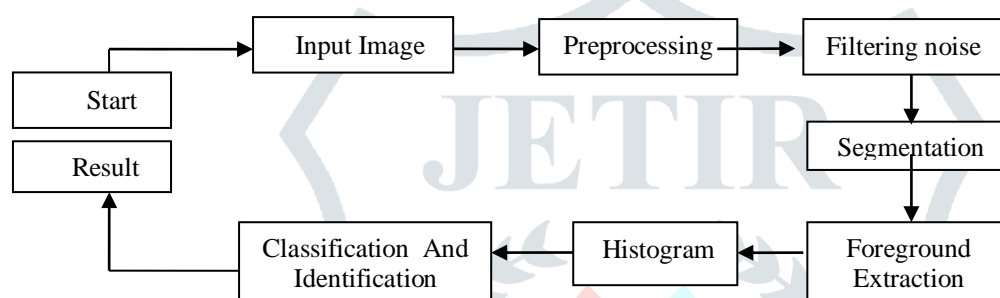 Start
Input Image
Preprocessing
Filtering noise
Segmentation
Foreground
Extraction
Histogram
Classification And
Identification
Result
JETIR